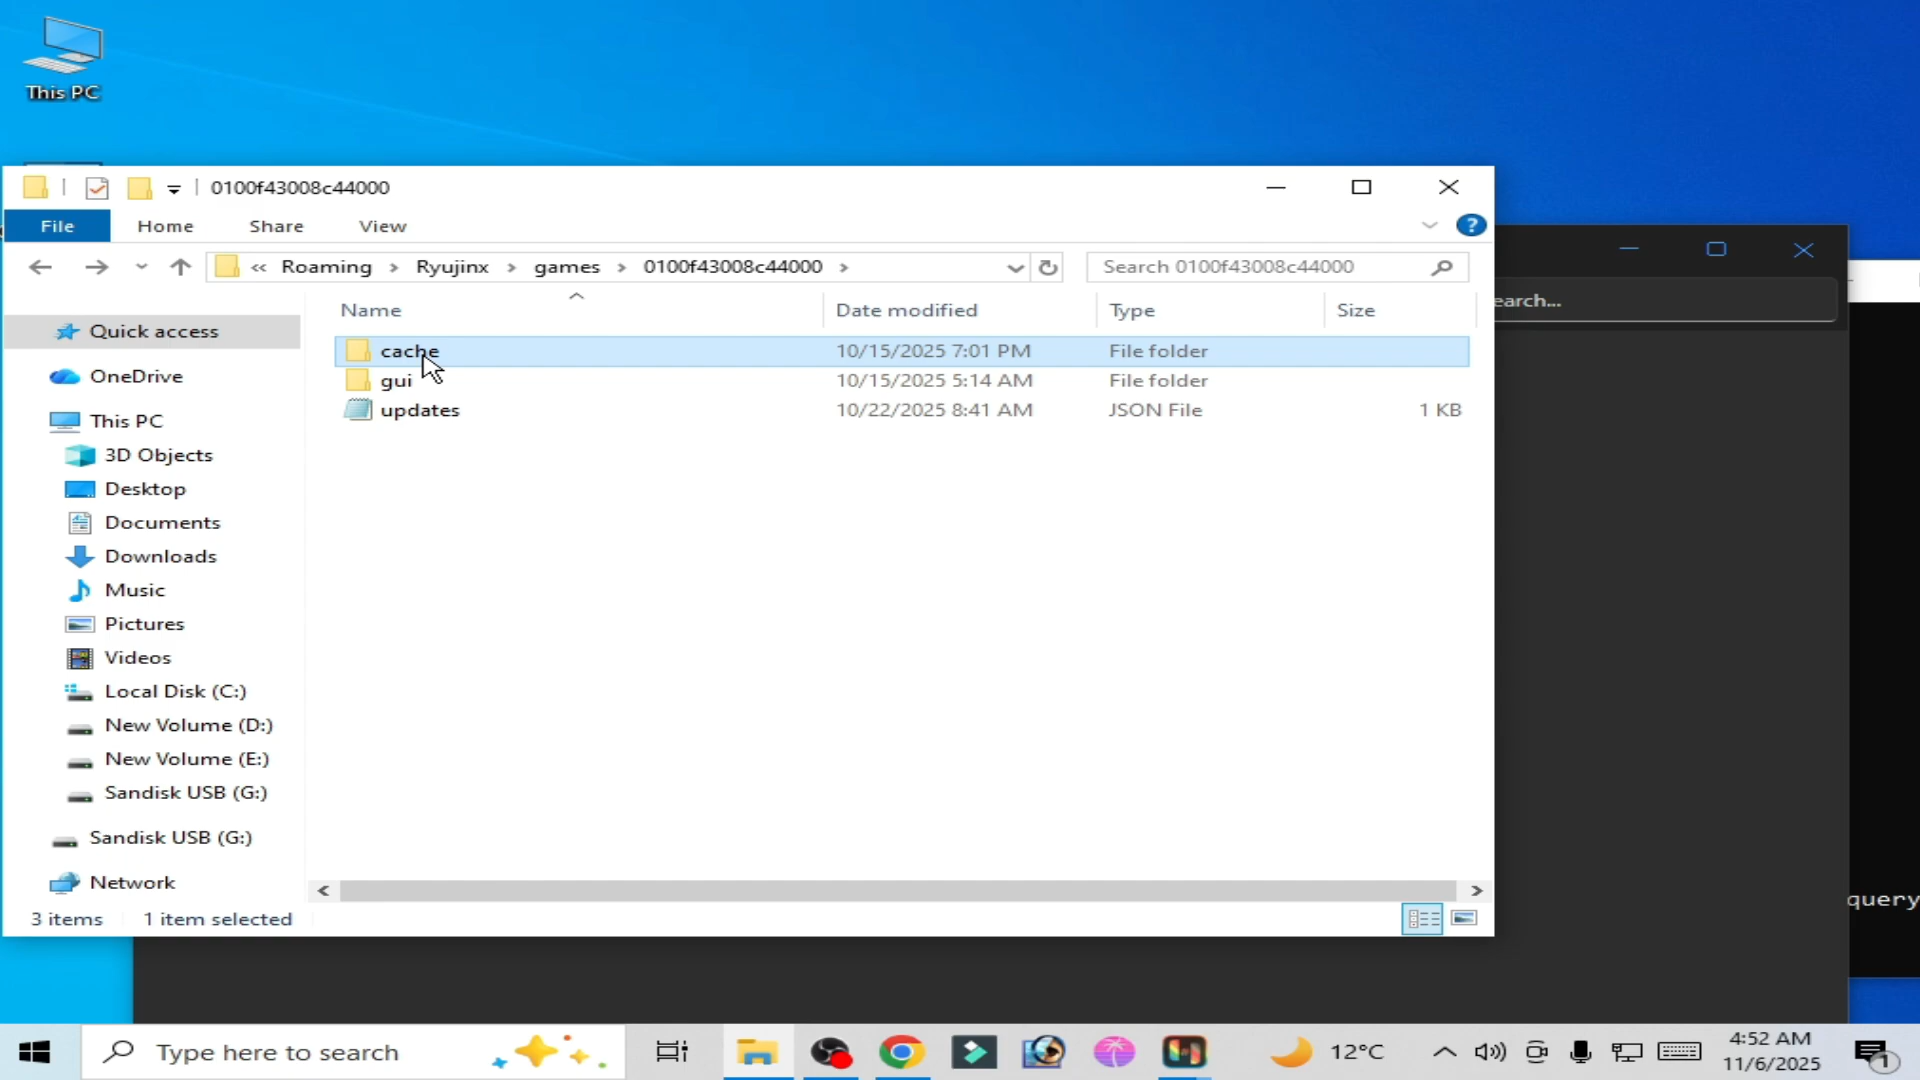 This PC
0100f43008c44000
File Home Share View
« Roaming › Ryujinx › games › 0100f43008c44000 ›
Search 0100f43008c44000
earch...
Name Date modified Type Size
cache 10/15/2025 7:01 PM File folder
gui 10/15/2025 5:14 AM File folder
updates 10/22/2025 8:41 AM JSON File 1 KB
Quick access
OneDrive
This PC
3D Objects
Desktop
Documents
Downloads
Music
Pictures
Videos
Local Disk (C:)
New Volume (D:)
New Volume (E:)
Sandisk USB (G:)
Sandisk USB (G:)
Network
query
3 items 1 item selected
Type here to search
12°C
4:52 AM
11/6/2025
1